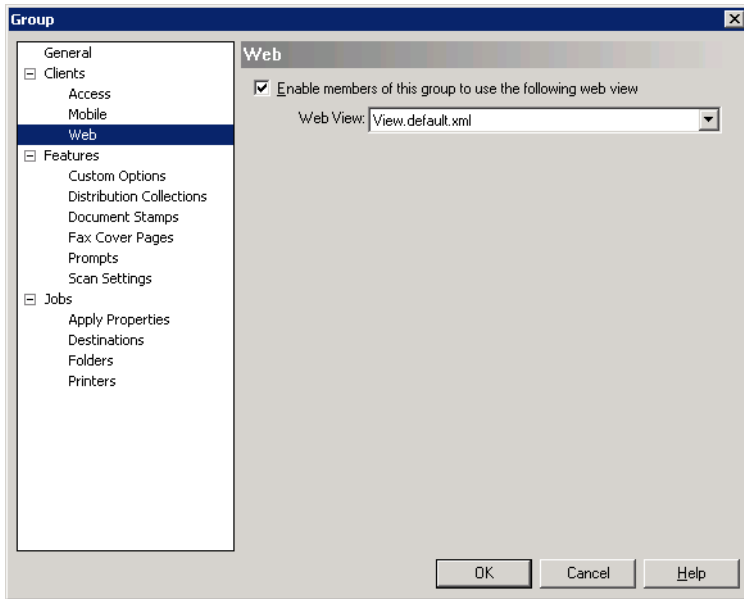 Group
General
Clients
Access
Mobile
Web
Features
Custom Options
Distribution Collections
Document Stamps
Fax Cover Pages
Prompts
Scan Settings
Jobs
Apply Properties
Destinations
Folders
Printers
Web
Enable members of this group to use the following web view
Web View: View.default.xml
OK Cancel Help